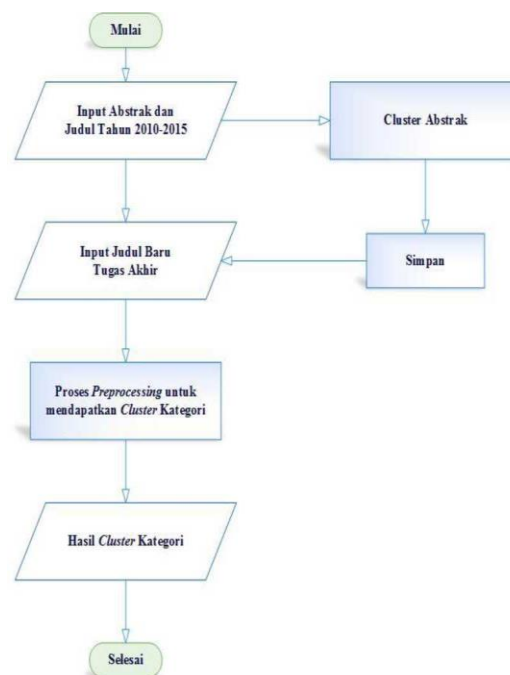 Mulai
Input Abstrak dan
Judul Tahun 2010-2015
Cluster Abstrak
Input Judul Baru
Tugas Akhir
Simpan
Proses Preprocessing untuk
mendapatkan Cluster Kategori
Hasil Cluster Kategori
Selesai